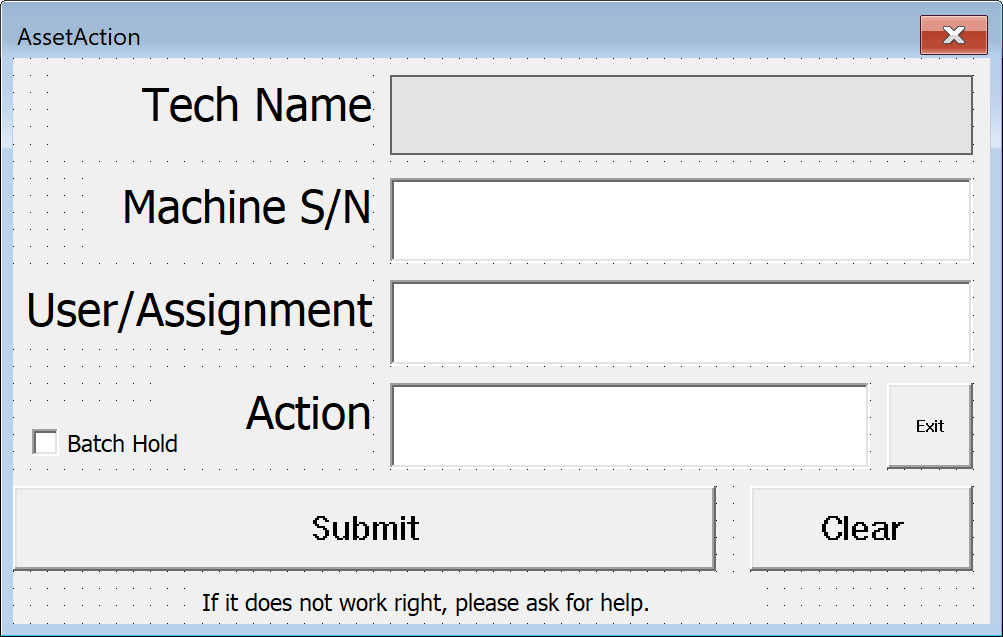 AssetAction
Tech Name
Machine S/N
User/Assignment
Action
Exit
Batch Hold
Submit
Clear
If it does not work right, please ask for help.